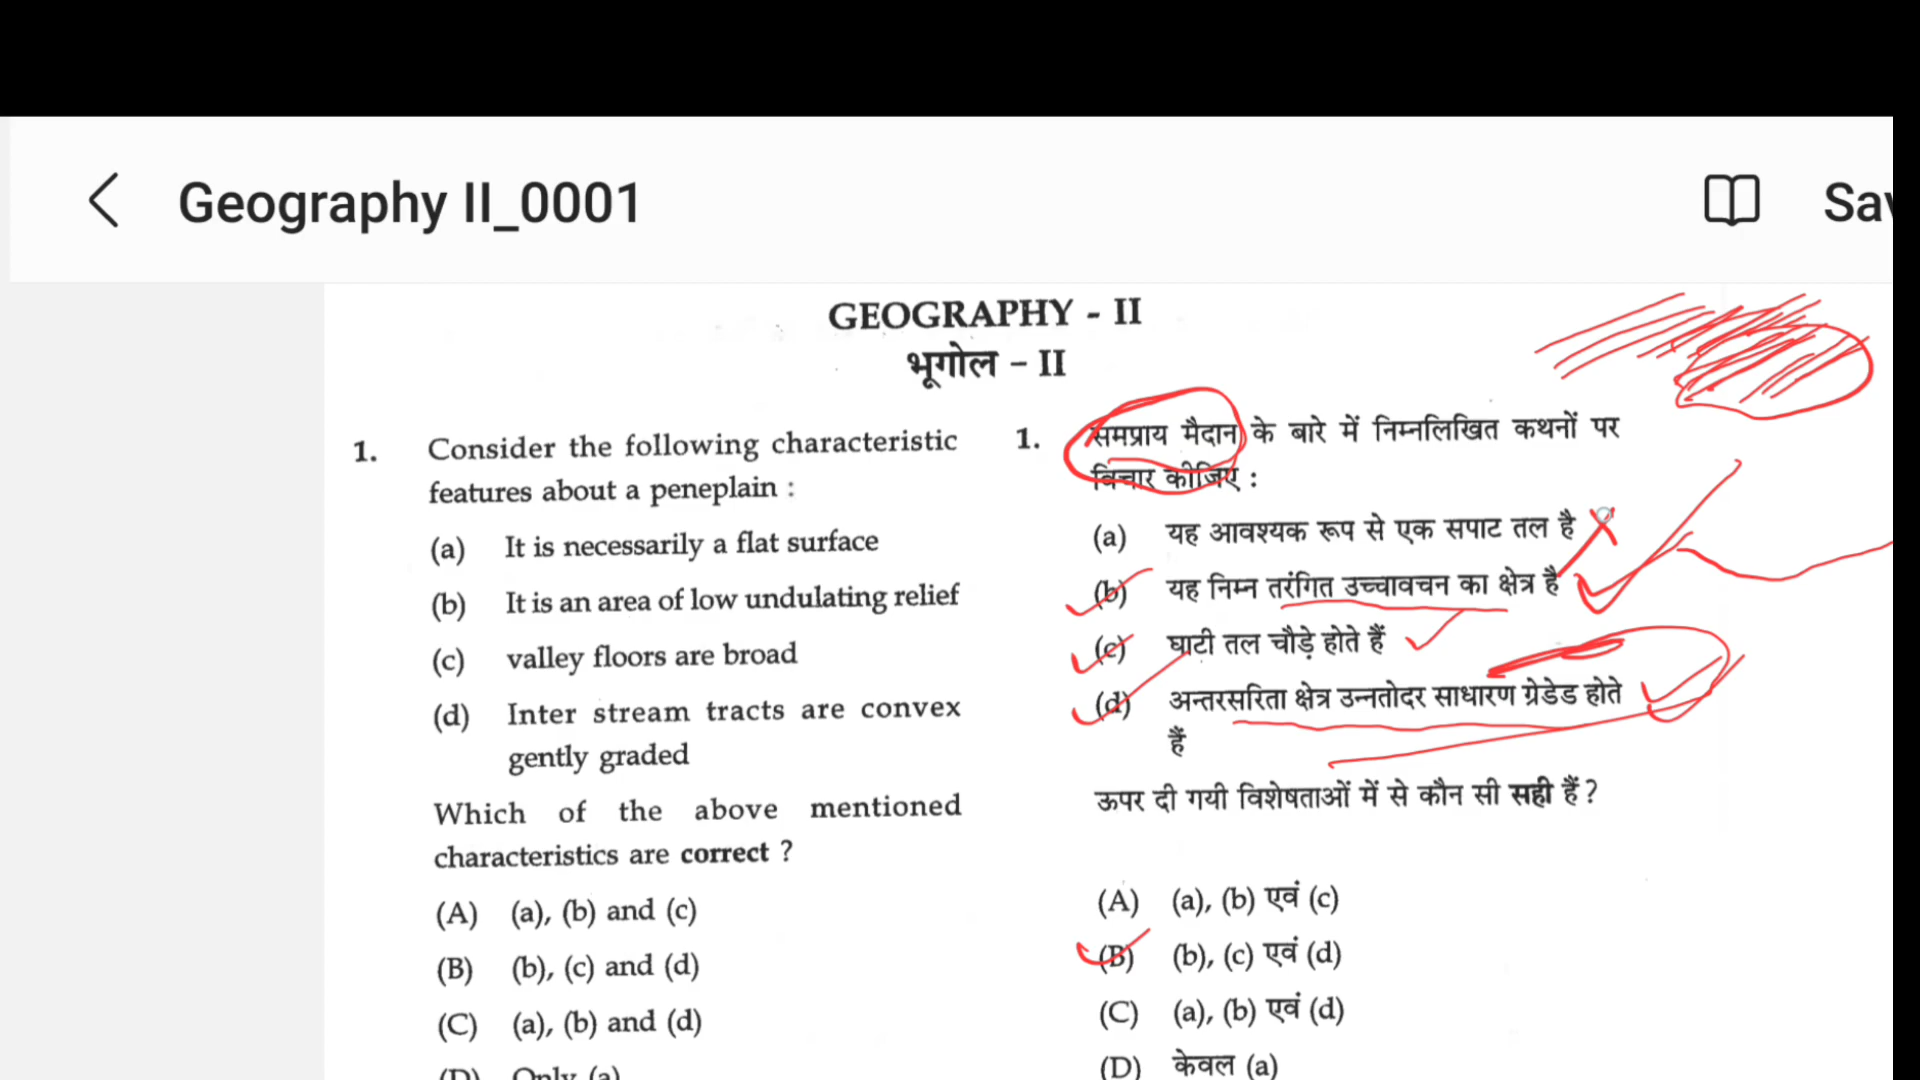 Geography II_0001
Sav
GEOGRAPHY - II
भूगोल - II
1. Consider the following characteristic
features about a peneplain :
(a) It is necessarily a flat surface
(b) It is an area of low undulating relief
(c) valley floors are broad
(d) Inter stream tracts are convex
gently graded
Which of the above mentioned
characteristics are correct ?
(A) (a), (b) and (c)
(B) (b), (c) and (d)
(C) (a), (b) and (d)
(D) Only (a)
1. समप्राय मैदान के बारे में निम्नलिखित कथनों पर
विचार कीजिए :
(a) यह आवश्यक रूप से एक सपाट तल है
(b) यह निम्न तरंगित उच्चावचन का क्षेत्र है
(c) घाटी तल चौड़े होते हैं
(d) अन्तरसरिता क्षेत्र उन्नतोदर साधारण ग्रेडेड होते
हैं
ऊपर दी गयी विशेषताओं में से कौन सी सही हैं ?
(A) (a), (b) एवं (c)
(B) (b), (c) एवं (d)
(C) (a), (b) एवं (d)
(D) केवल (a)